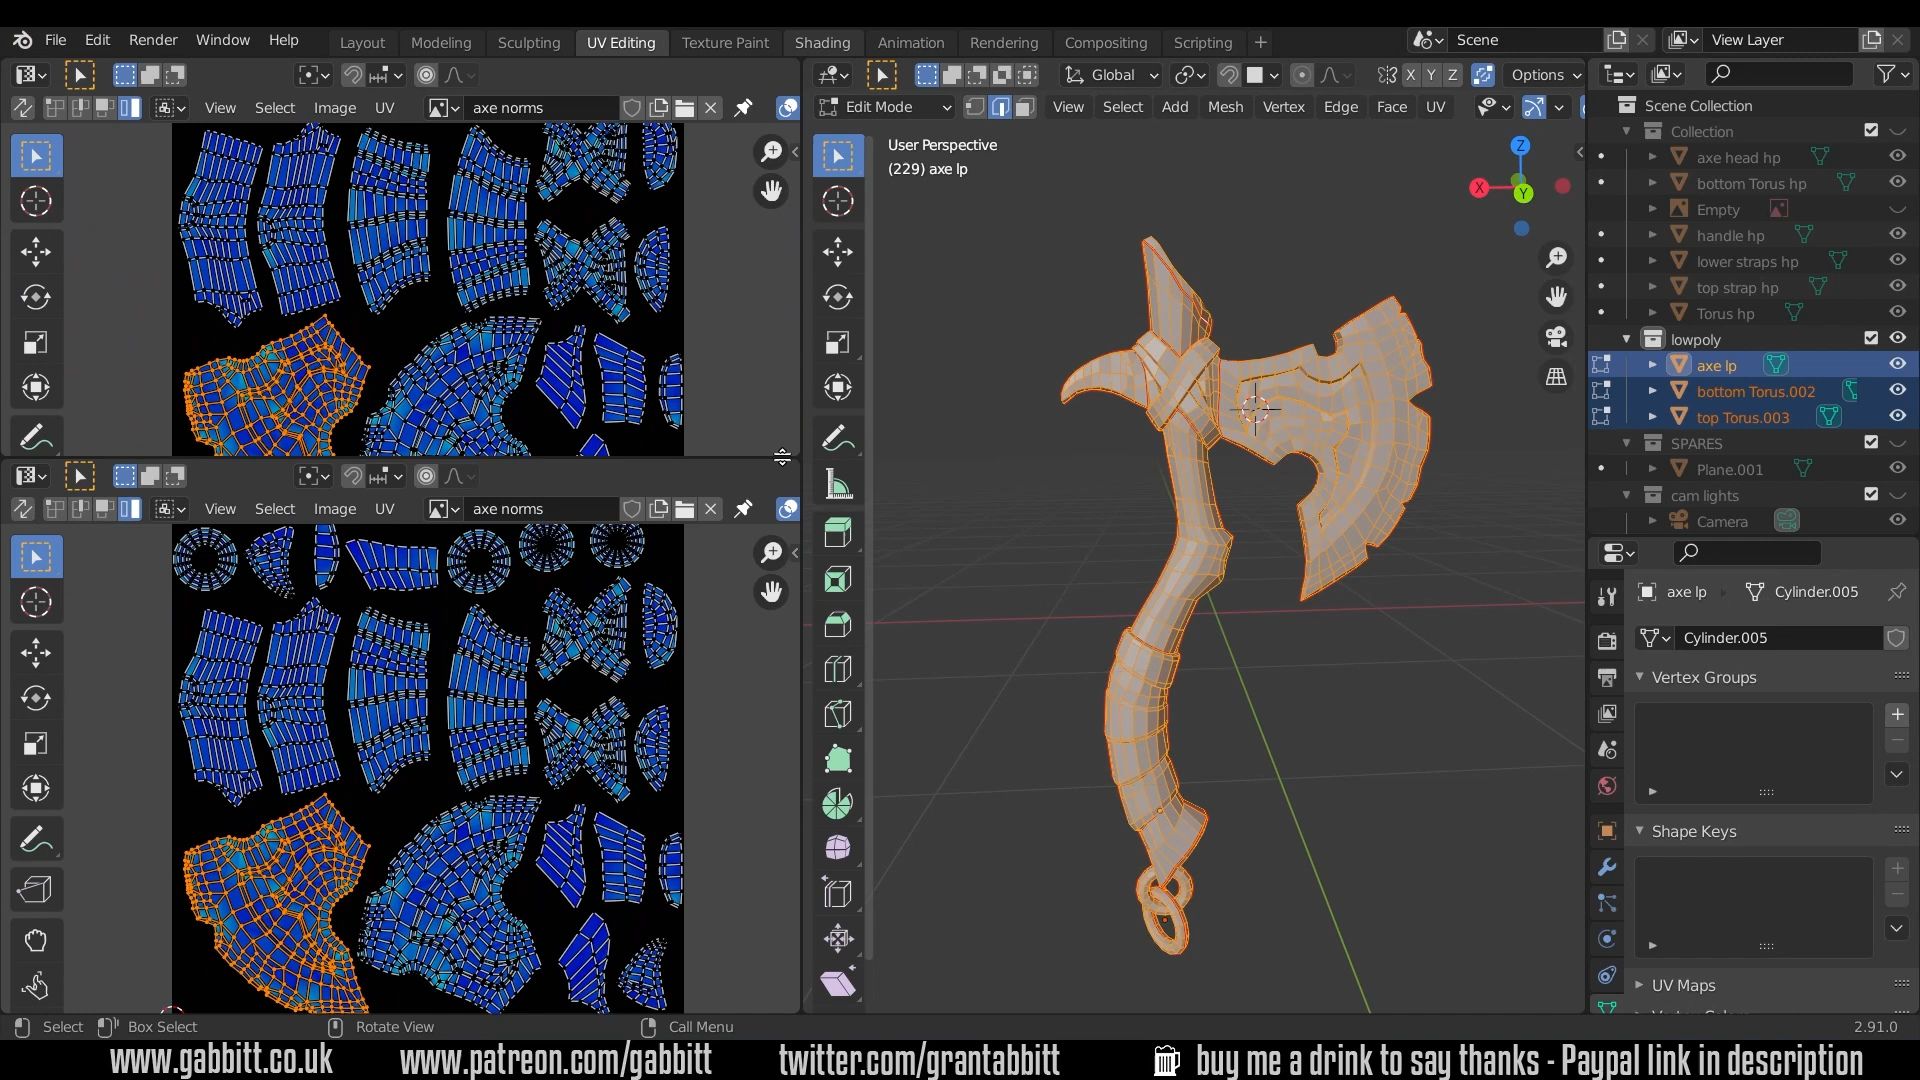 File Edit Render Window Help
Layout Modeling Sculpting UV Editing Texture Paint Shading Animation Rendering Compositing Scripting +
Scene
View Layer
Global
X Y Z
Options
View Select Image UV
axe norms
Edit Mode
View Select Add Mesh Vertex Edge Face UV
User Perspective
(229) axe lp
Z
X
Y
Scene Collection
Collection
axe head hp
bottom Torus hp
Empty
handle hp
lower straps hp
top strap hp
Torus hp
lowpoly
axe lp
bottom Torus.002
top Torus.003
SPARES
Plane.001
cam lights
Camera
View Select Image UV
axe norms
axe lp
Cylinder.005
Cylinder.005
Vertex Groups
Shape Keys
UV Maps
Select
Box Select
Rotate View
Call Menu
2.91.0
www.gabbitt.co.uk
www.patreon.com/gabbitt
twitter.com/grantabbitt
buy me a drink to say thanks - Paypal link in description